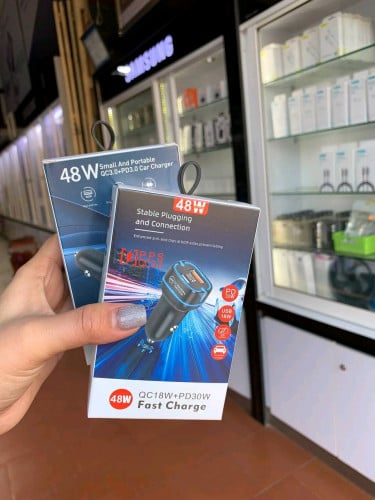 SAMSUNG
48W Small And Portable
QC3.0+PD3.0 Car Charger
48W
Stable Plugging
and Connection
PD
USB
18W
48W
QC18W+PD30W
Fast Charge